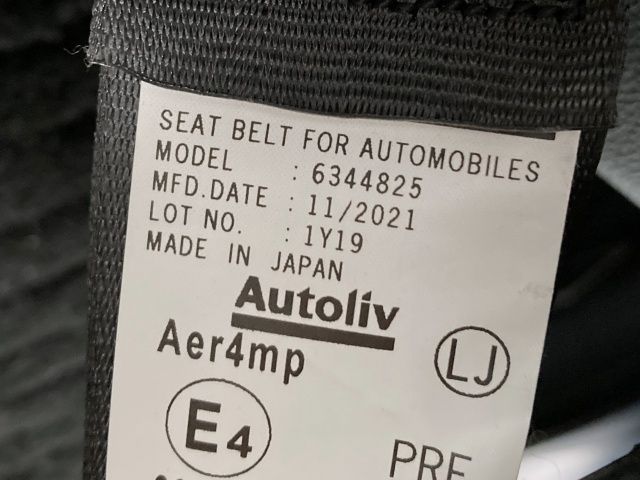 SEAT BELT FOR AUTOMOBILES
MODEL : 6344825
MFD.DATE : 11/2021
LOT NO. : 1Y19
MADE IN JAPAN
Autoliv
Aer4mp
LJ
E4
PRE